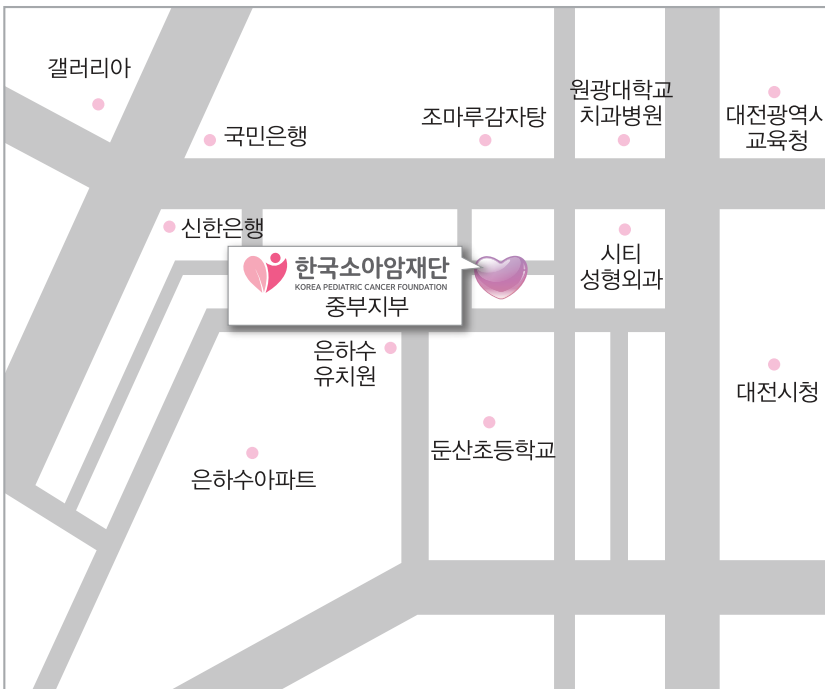 갤러리아
국민은행
조마루감자탕
원광대학교
치과병원
대전광역시
교육청
신한은행
한국소아암재단
KOREA PEDIATRIC CANCER FOUNDATION
중부지부
시티
성형외과
은하수
유치원
대전시청
둔산초등학교
은하수아파트